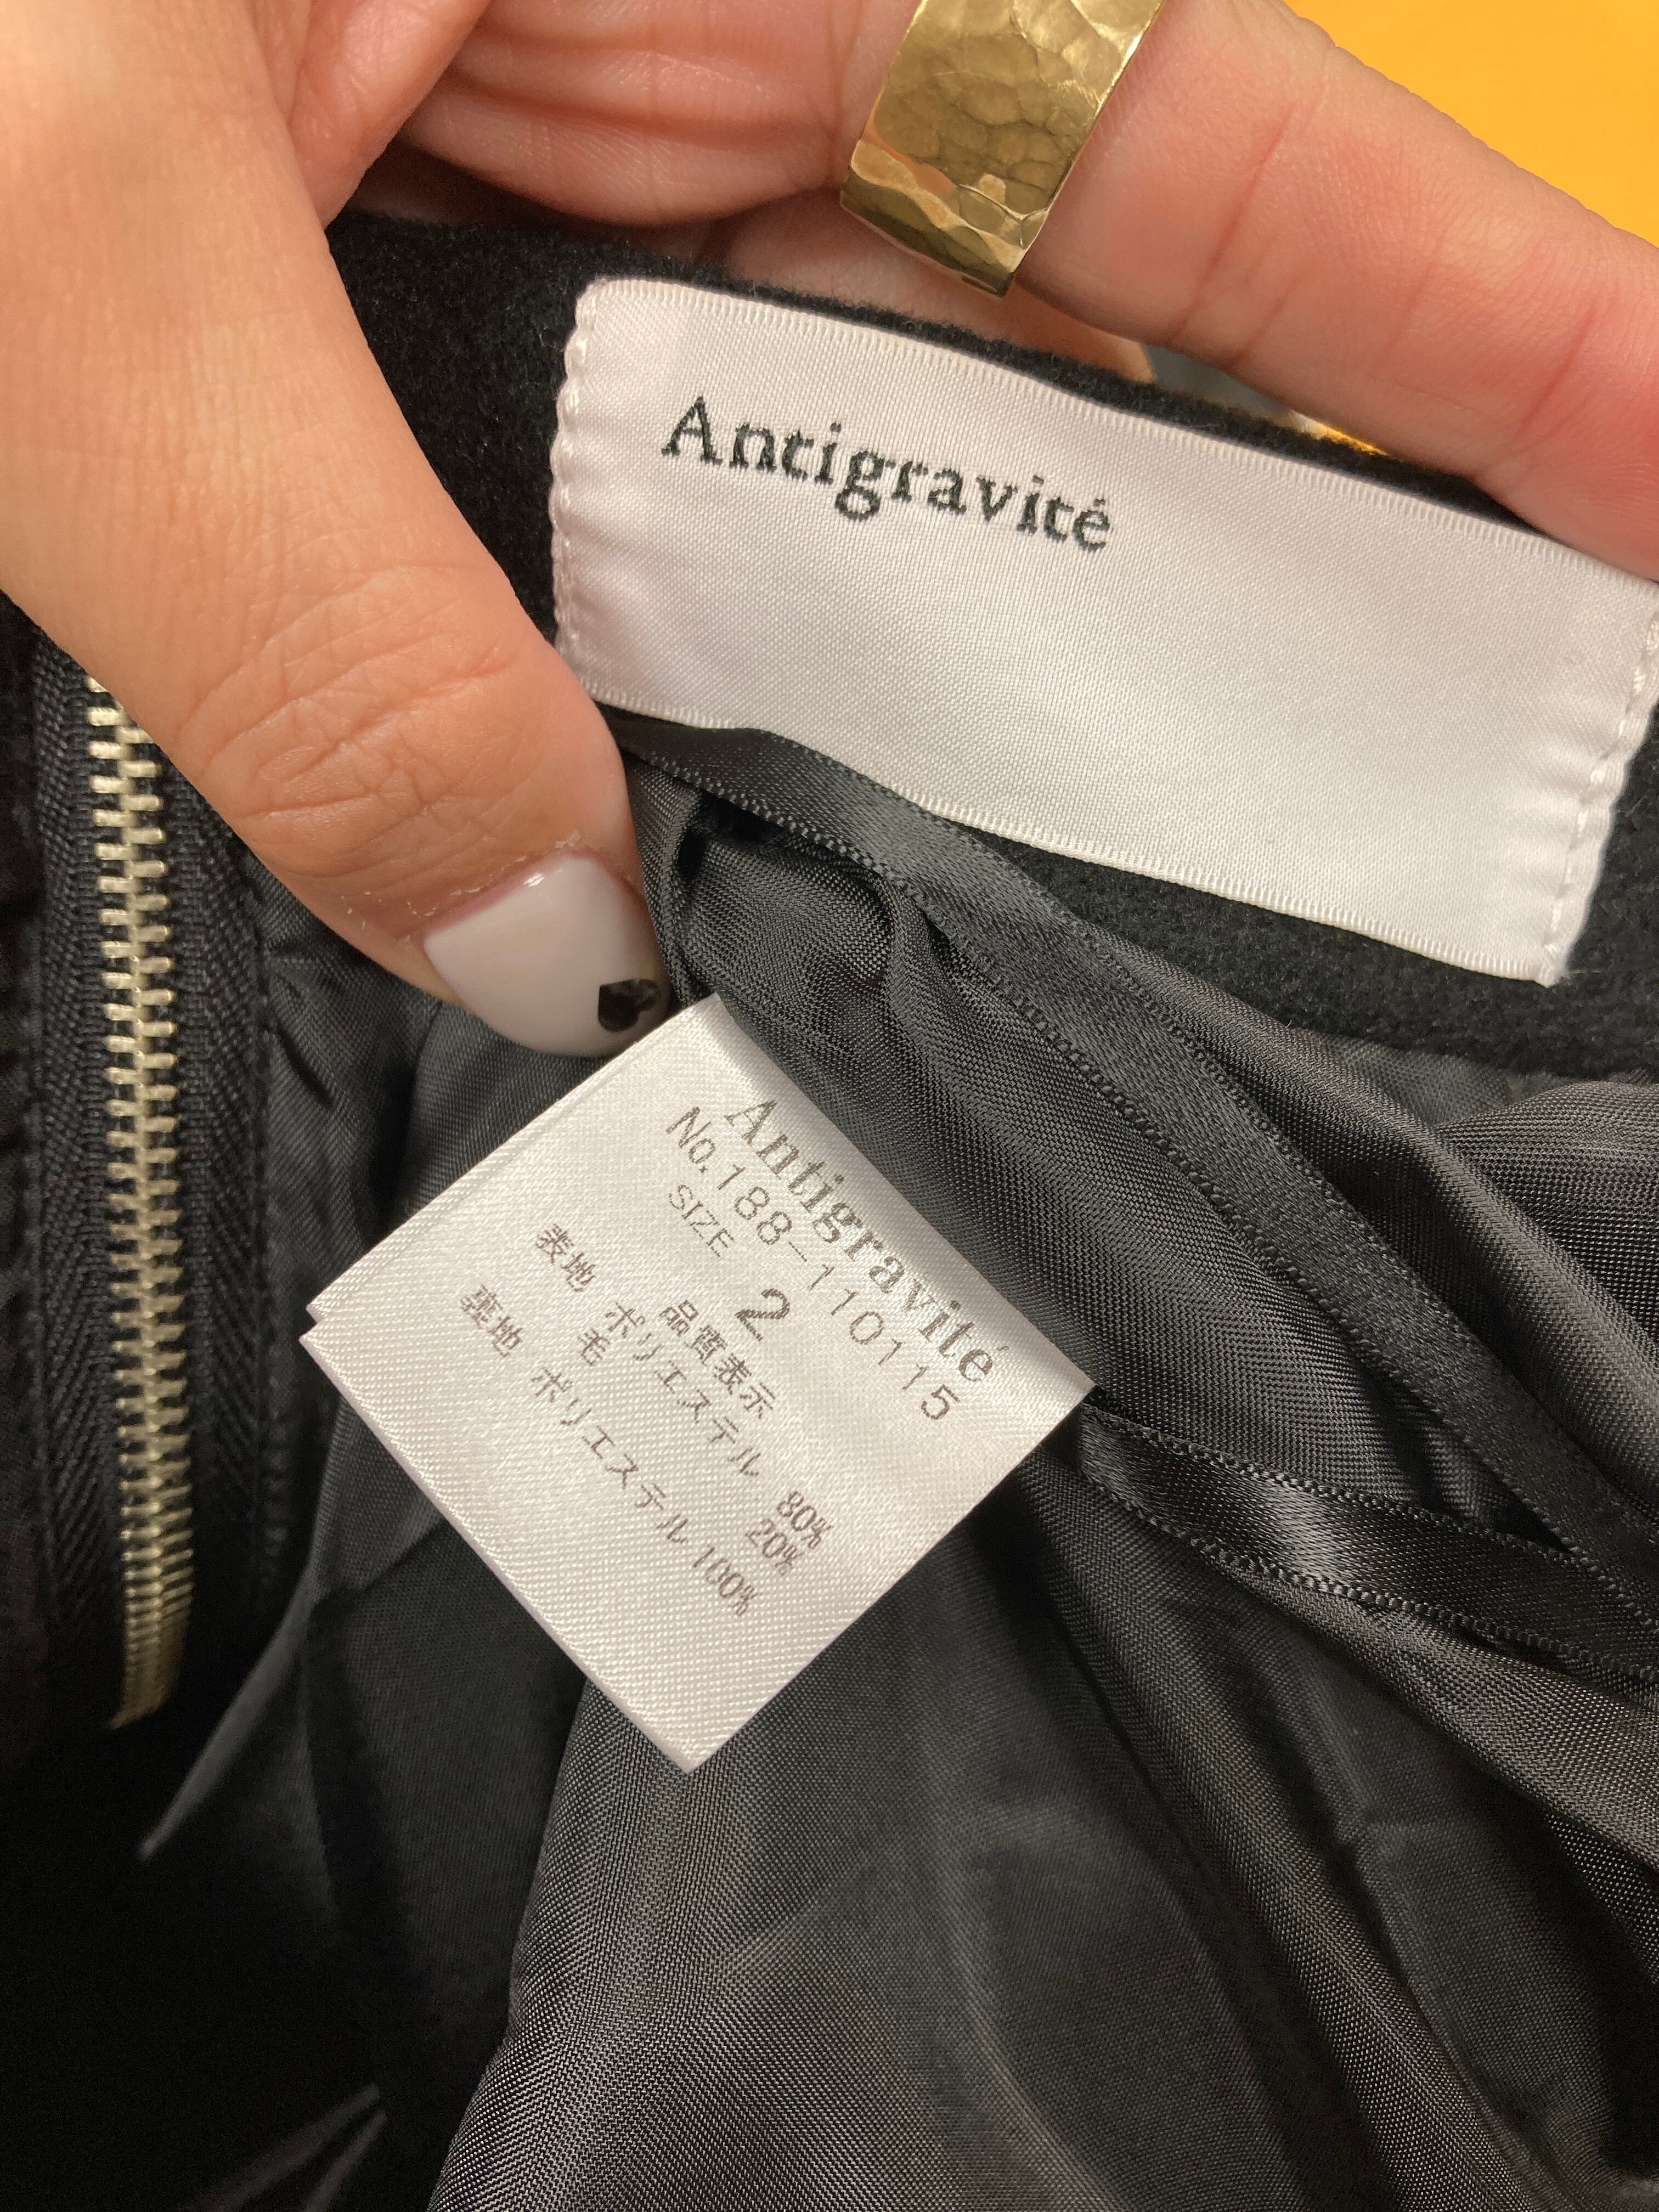 Antigravité
Antigravité
No.188-110115
SIZE 2
品質表示
表地 ポリエステル 80%
毛 20%
裏地 ポリエステル 100%